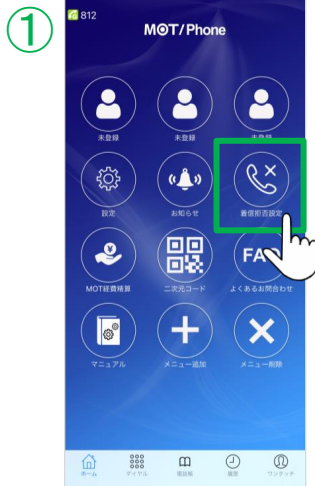 ①
812
MOT/Phone
未登録 未登録 未登録
設定 お知らせ 着信拒否設定
¥ FAQ
MOT経費精算 二次元コード よくあるお問合わせ
マニュアル メニュー追加 メニュー削除
ホーム ダイヤル 電話帳 履歴 ワンタッチ